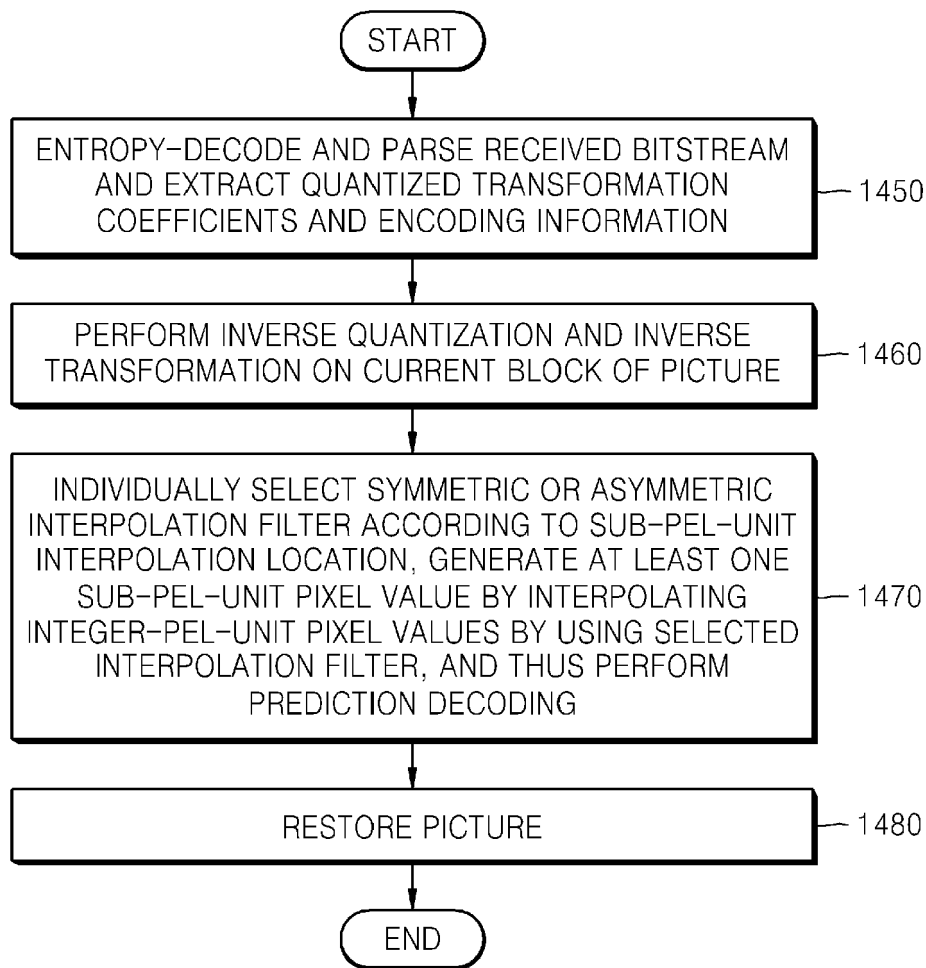 START
ENTROPY-DECODE AND PARSE RECEIVED BITSTREAM
AND EXTRACT QUANTIZED TRANSFORMATION
COEFFICIENTS AND ENCODING INFORMATION
1450
PERFORM INVERSE QUANTIZATION AND INVERSE
TRANSFORMATION ON CURRENT BLOCK OF PICTURE
1460
INDIVIDUALLY SELECT SYMMETRIC OR ASYMMETRIC
INTERPOLATION FILTER ACCORDING TO SUB-PEL-UNIT
INTERPOLATION LOCATION, GENERATE AT LEAST ONE
SUB-PEL-UNIT PIXEL VALUE BY INTERPOLATING
INTEGER-PEL-UNIT PIXEL VALUES BY USING SELECTED
INTERPOLATION FILTER, AND THUS PERFORM
PREDICTION DECODING
1470
RESTORE PICTURE
1480
END